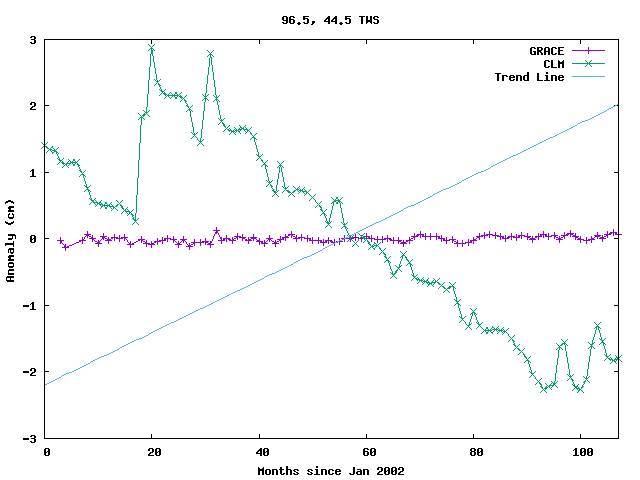 96.5, 44.5 TWS
GRACE
CLM
Trend Line
3
2
1
0
-1
-2
-3
Anomaly (cm)
0 20 40 60 80 100
Months since Jan 2002